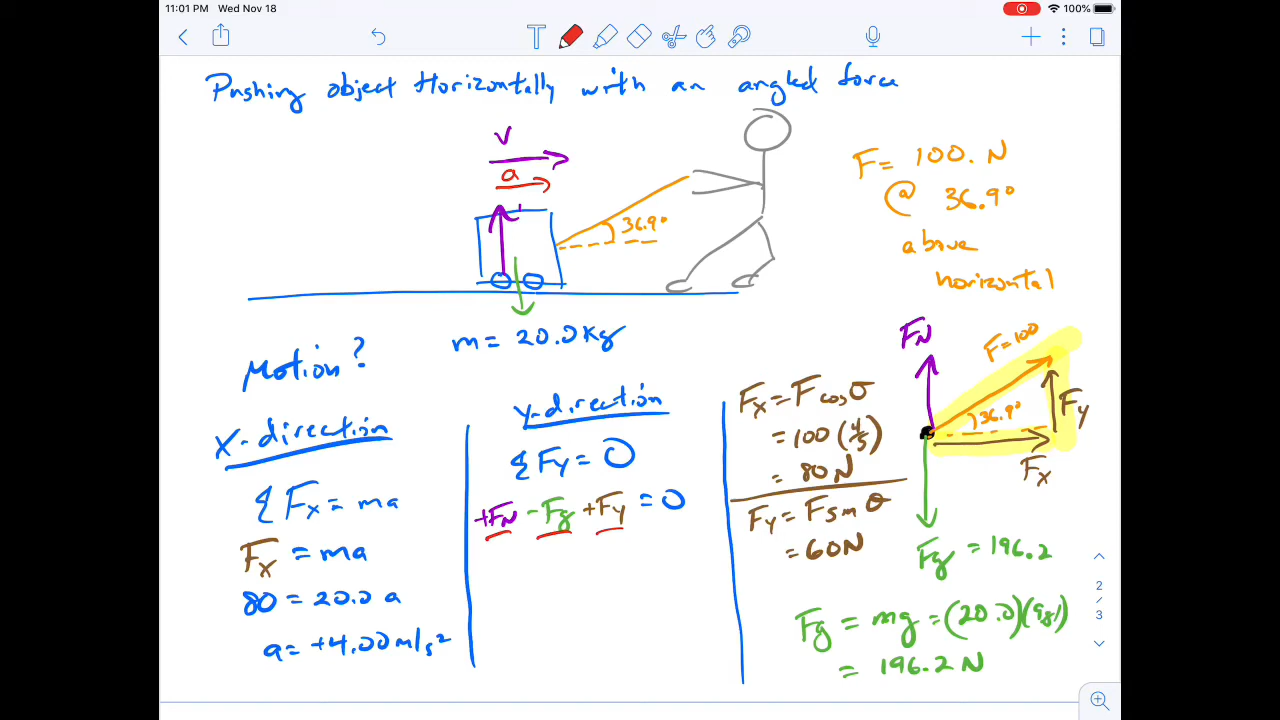 11:01 PM Wed Nov 18
100%
T
Pushing object Horizontally with an angled force
v
a
36.9°
F = 100. N
@ 36.9°
above
horizontal
m = 20.0 kg
Motion?
X-direction
ΣFx = ma
Fx = ma
80 = 20.0 a
a = +4.00 m/s²
Y-direction
ΣFy = 0
+FN - Fg + Fy = 0
Fx = F cos θ
= 100 (4/5)
= 80 N
Fy = F sin θ
= 60 N
FN
F = 100
36.9°
Fy
Fx
Fg = 196.2
Fg = mg = (20.0)(9.81)
= 196.2 N
2
/
3